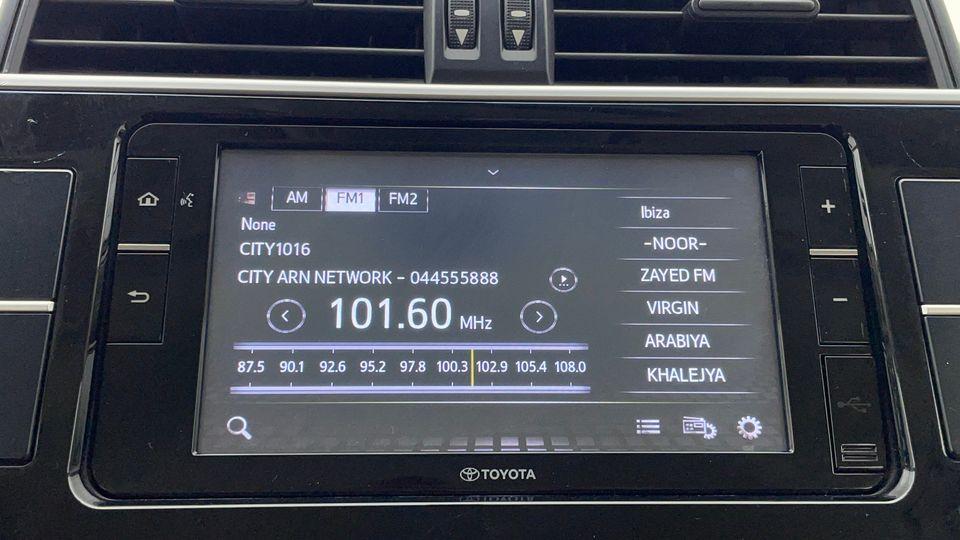 AM FM1 FM2
None
CITY1016
CITY ARN NETWORK - 044555888
101.60 MHz
87.5 90.1 92.6 95.2 97.8 100.3 102.9 105.4 108.0
Ibiza
-NOOR-
ZAYED FM
VIRGIN
ARABIYA
KHALEJYA
+
-
TOYOTA